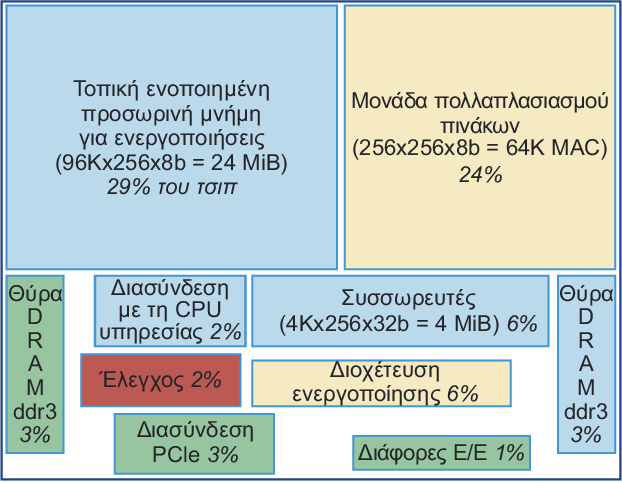 Τοπική ενοποιημένη
προσωρινή μνήμη
για ενεργοποιήσεις
(96Kx256x8b = 24 MiB)
29% του τσιπ
Μονάδα πολλαπλασιασμού
πινάκων
(256x256x8b = 64K MAC)
24%
Θύρα
D
R
A
M
ddr3
3%
Διασύνδεση
με τη CPU
υπηρεσίας 2%
Συσσωρευτές
(4Kx256x32b = 4 MiB) 6%
Θύρα
D
R
A
M
ddr3
3%
Έλεγχος 2%
Διοχέτευση
ενεργοποίησης 6%
Διασύνδεση
PCIe 3%
Διάφορες Ε/Ε 1%